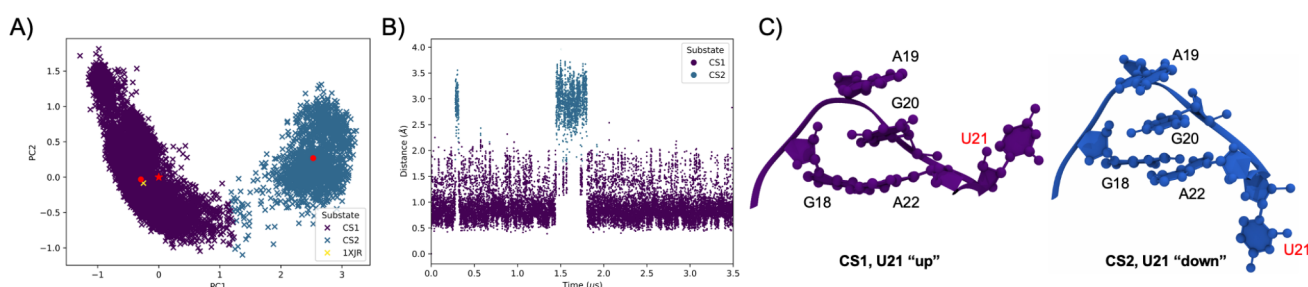 A)
PC2
1.5
1.0
0.5
0.0
−0.5
−1.0
−1
0
1
2
3
PC1
Substate
CS1
CS2
1XJR
B)
Distance (Å)
4.0
3.5
3.0
2.5
2.0
1.5
1.0
0.5
0.0
0.0 0.5 1.0 1.5 2.0 2.5 3.0 3.5
Time (μs)
Substate
CS1
CS2
C)
A19
G20
U21
G18
A22
CS1, U21 “up”
A19
G20
G18
A22
U21
CS2, U21 “down”